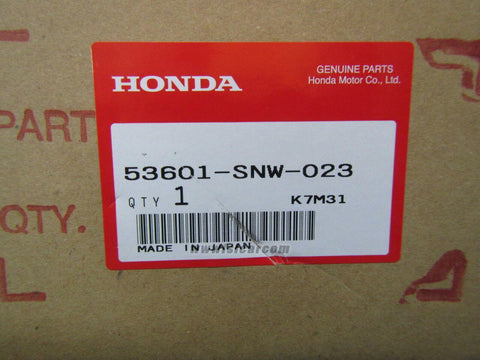 HONDA
GENUINE PARTS
Honda Motor Co., Ltd.
PART
53601-SNW-023
QTY 1 K7M31
QTY.
MADE IN JAPAN